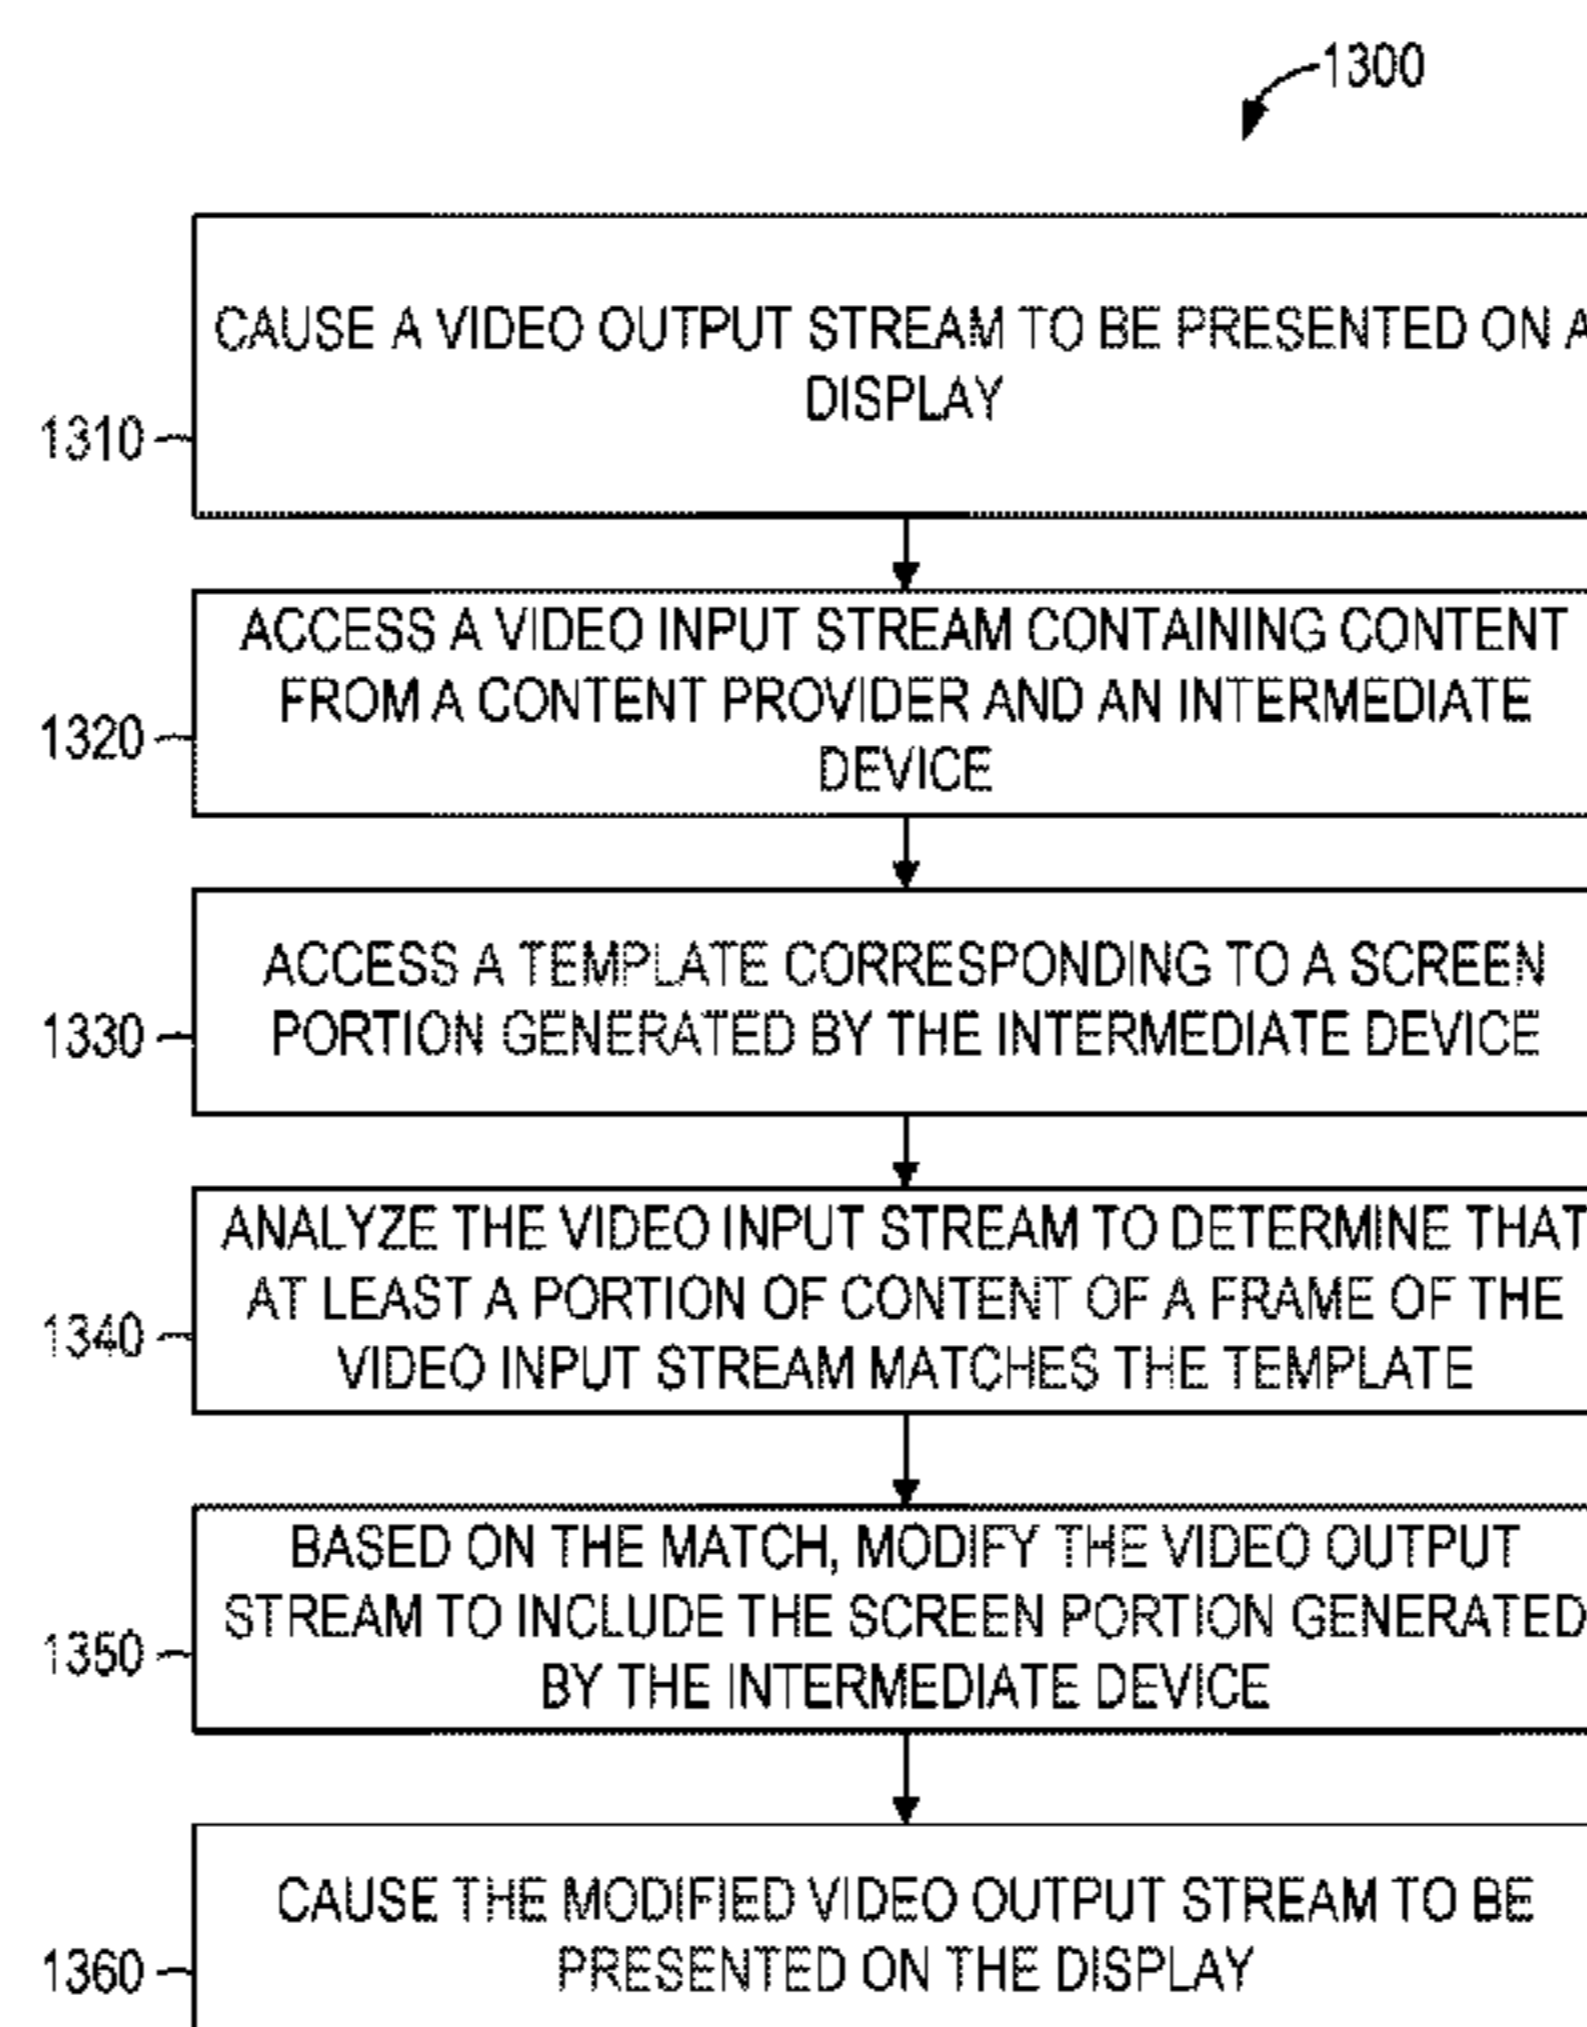 1300
CAUSE A VIDEO OUTPUT STREAM TO BE PRESENTED ON A
DISPLAY
1310
ACCESS A VIDEO INPUT STREAM CONTAINING CONTENT
FROM A CONTENT PROVIDER AND AN INTERMEDIATE
DEVICE
1320
ACCESS A TEMPLATE CORRESPONDING TO A SCREEN
PORTION GENERATED BY THE INTERMEDIATE DEVICE
1330
ANALYZE THE VIDEO INPUT STREAM TO DETERMINE THAT
AT LEAST A PORTION OF CONTENT OF A FRAME OF THE
VIDEO INPUT STREAM MATCHES THE TEMPLATE
1340
BASED ON THE MATCH, MODIFY THE VIDEO OUTPUT
STREAM TO INCLUDE THE SCREEN PORTION GENERATED
BY THE INTERMEDIATE DEVICE
1350
CAUSE THE MODIFIED VIDEO OUTPUT STREAM TO BE
PRESENTED ON THE DISPLAY
1360